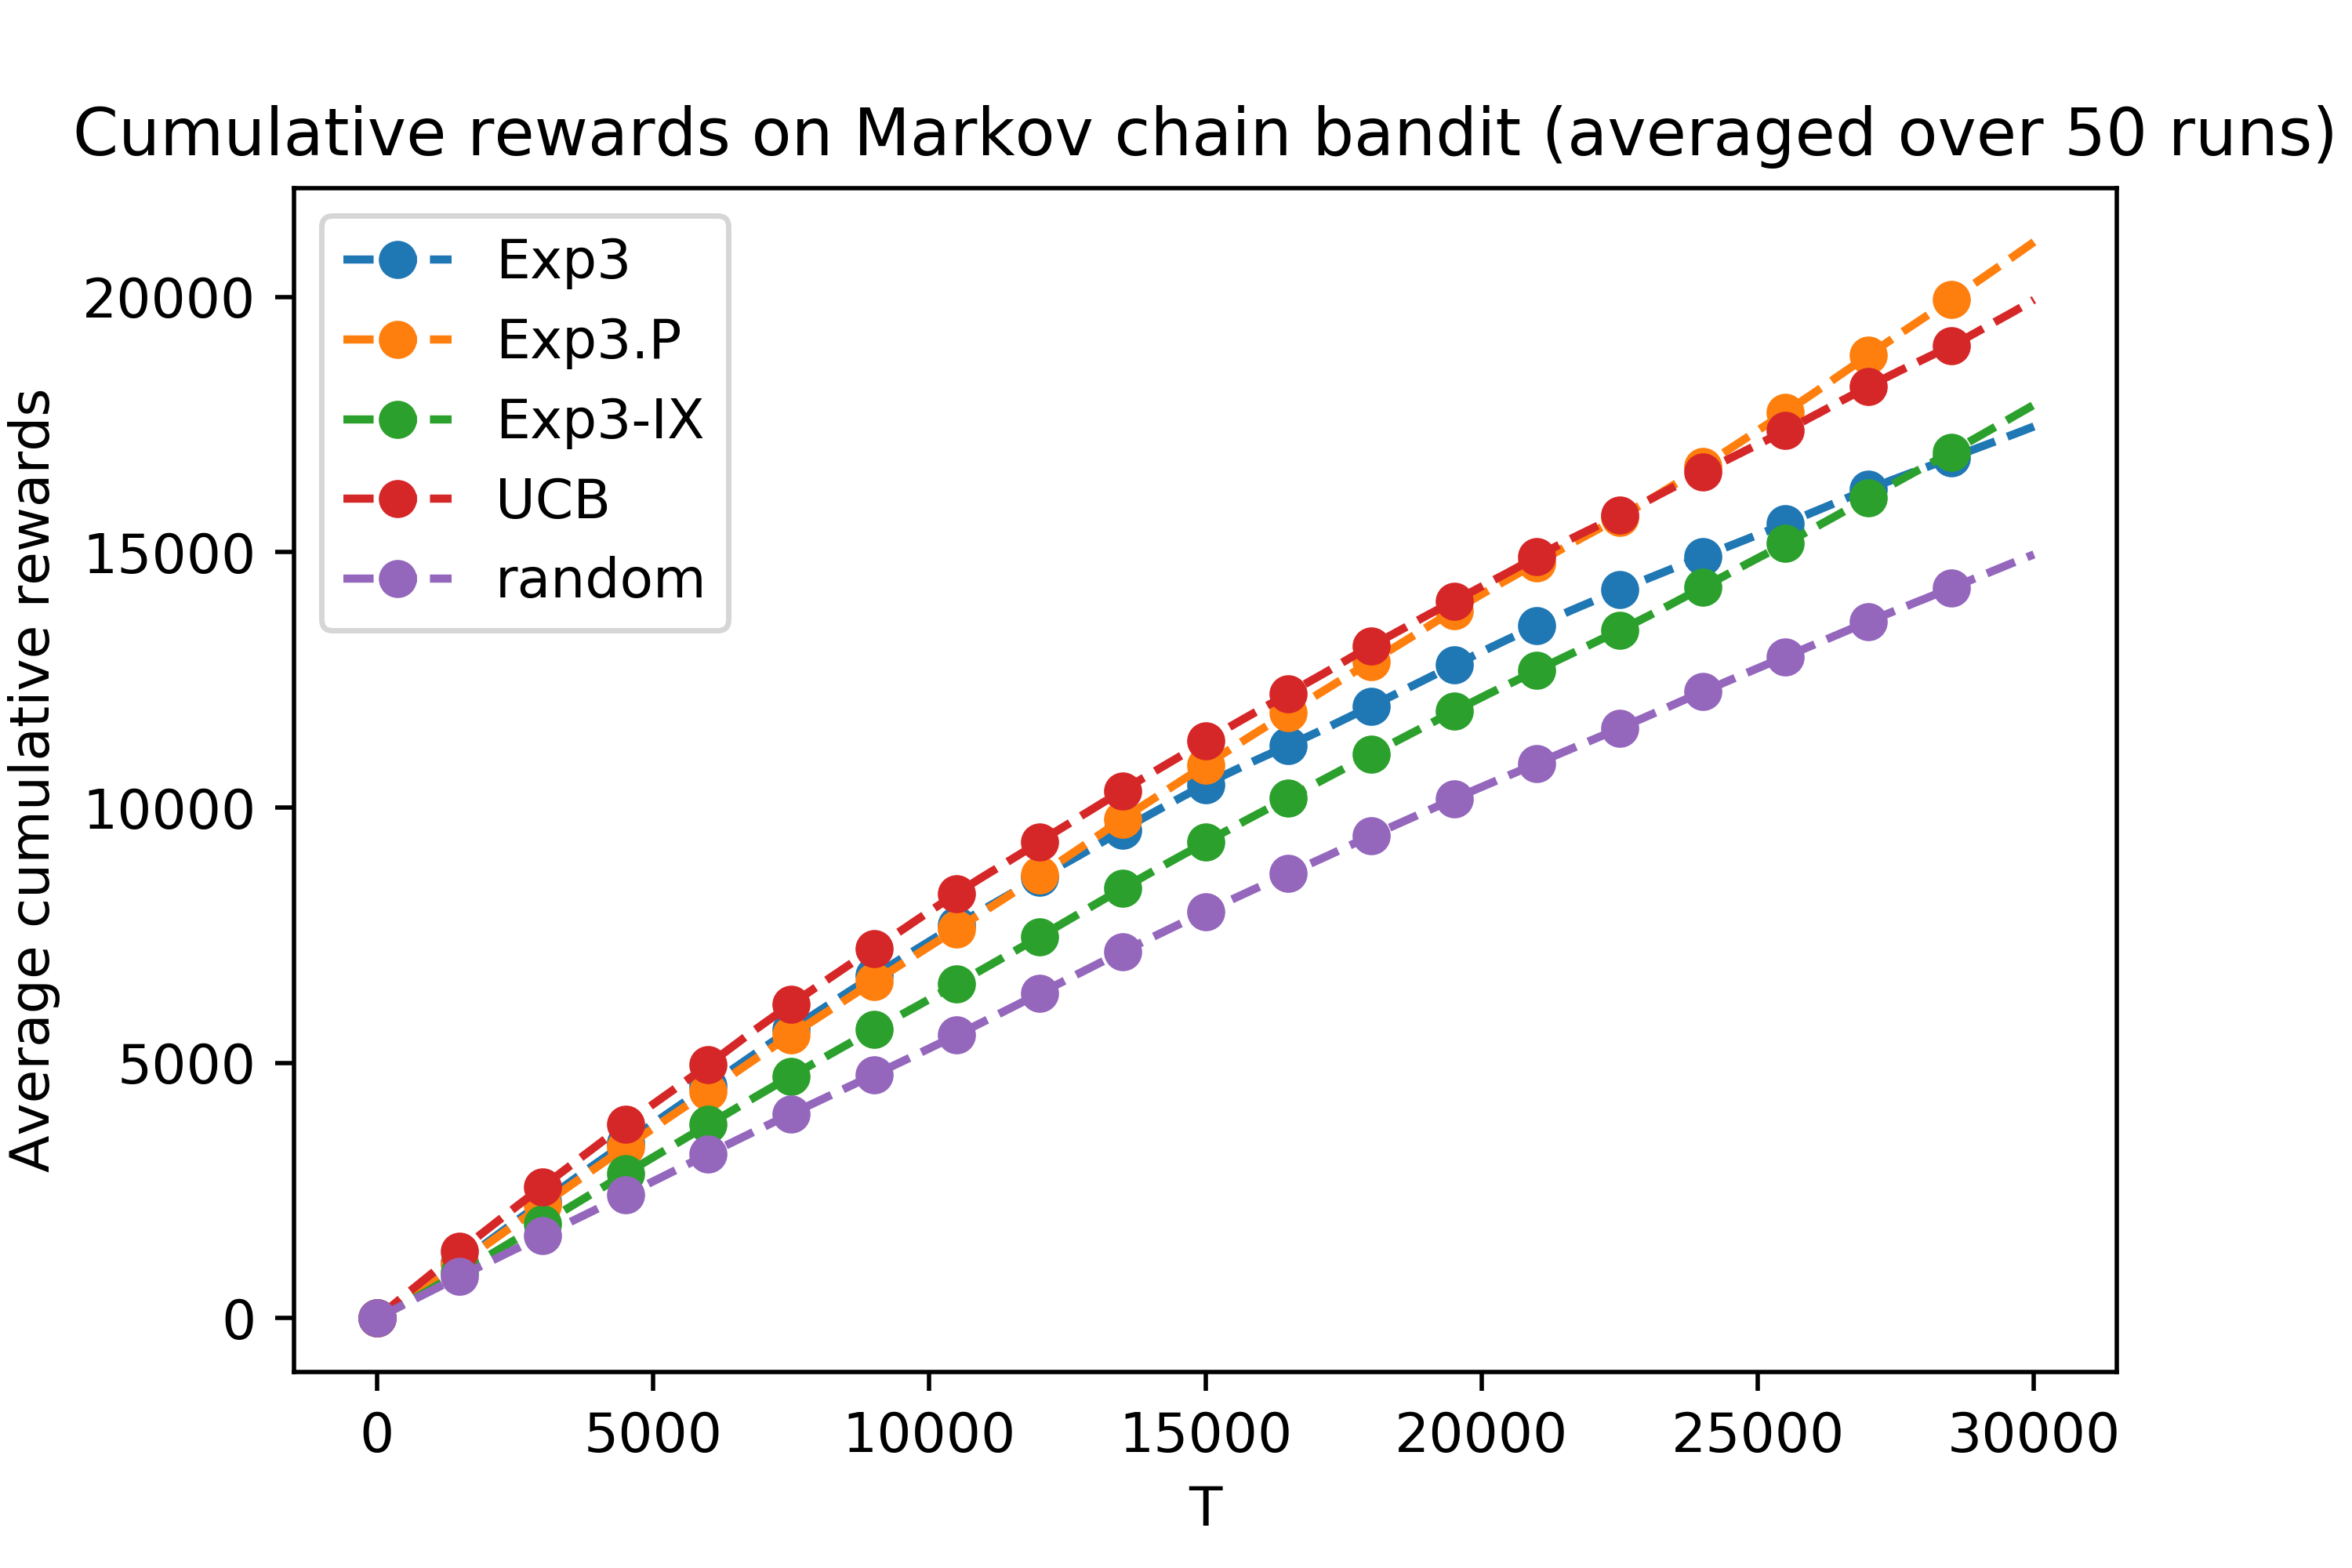 Cumulative rewards on Markov chain bandit (averaged over 50 runs)
Exp3
Exp3.P
Exp3-IX
UCB
random
Average cumulative rewards
20000
15000
10000
5000
0
0 5000 10000 15000 20000 25000 30000
T